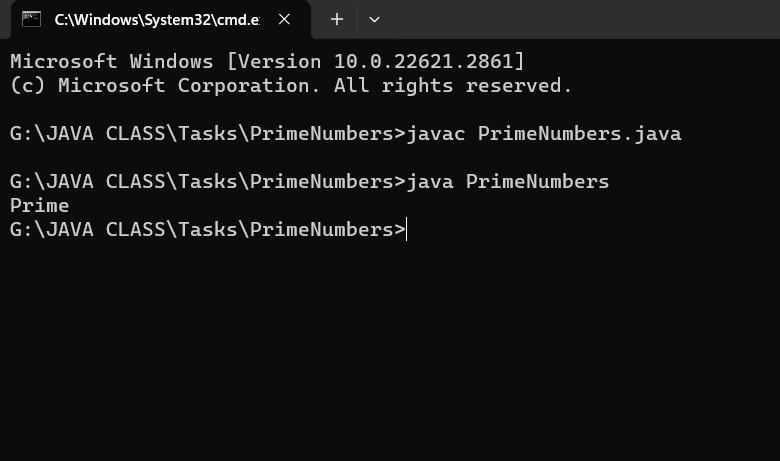 C:\Windows\System32\cmd.e
Microsoft Windows [Version 10.0.22621.2861]
(c) Microsoft Corporation. All rights reserved.
G:\JAVA CLASS\Tasks\PrimeNumbers>javac PrimeNumbers.java
G:\JAVA CLASS\Tasks\PrimeNumbers>java PrimeNumbers
Prime
G:\JAVA CLASS\Tasks\PrimeNumbers>